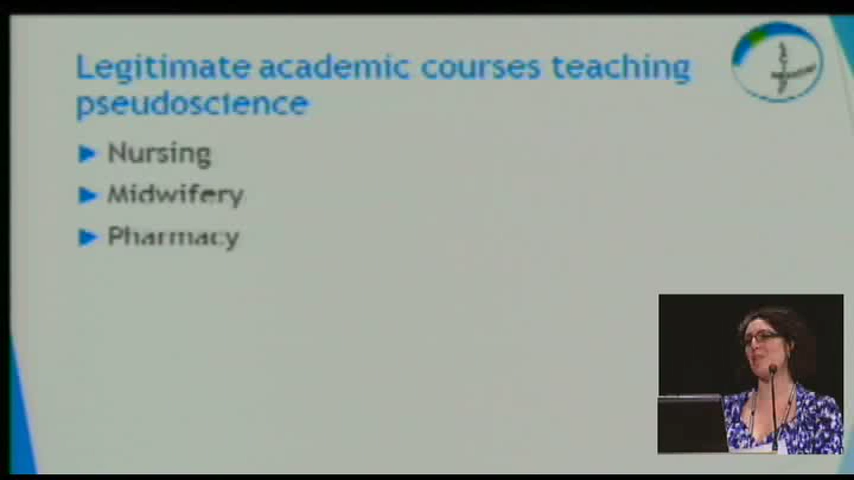 Legitimate academic courses teaching
pseudoscience
Nursing
Midwifery
Pharmacy